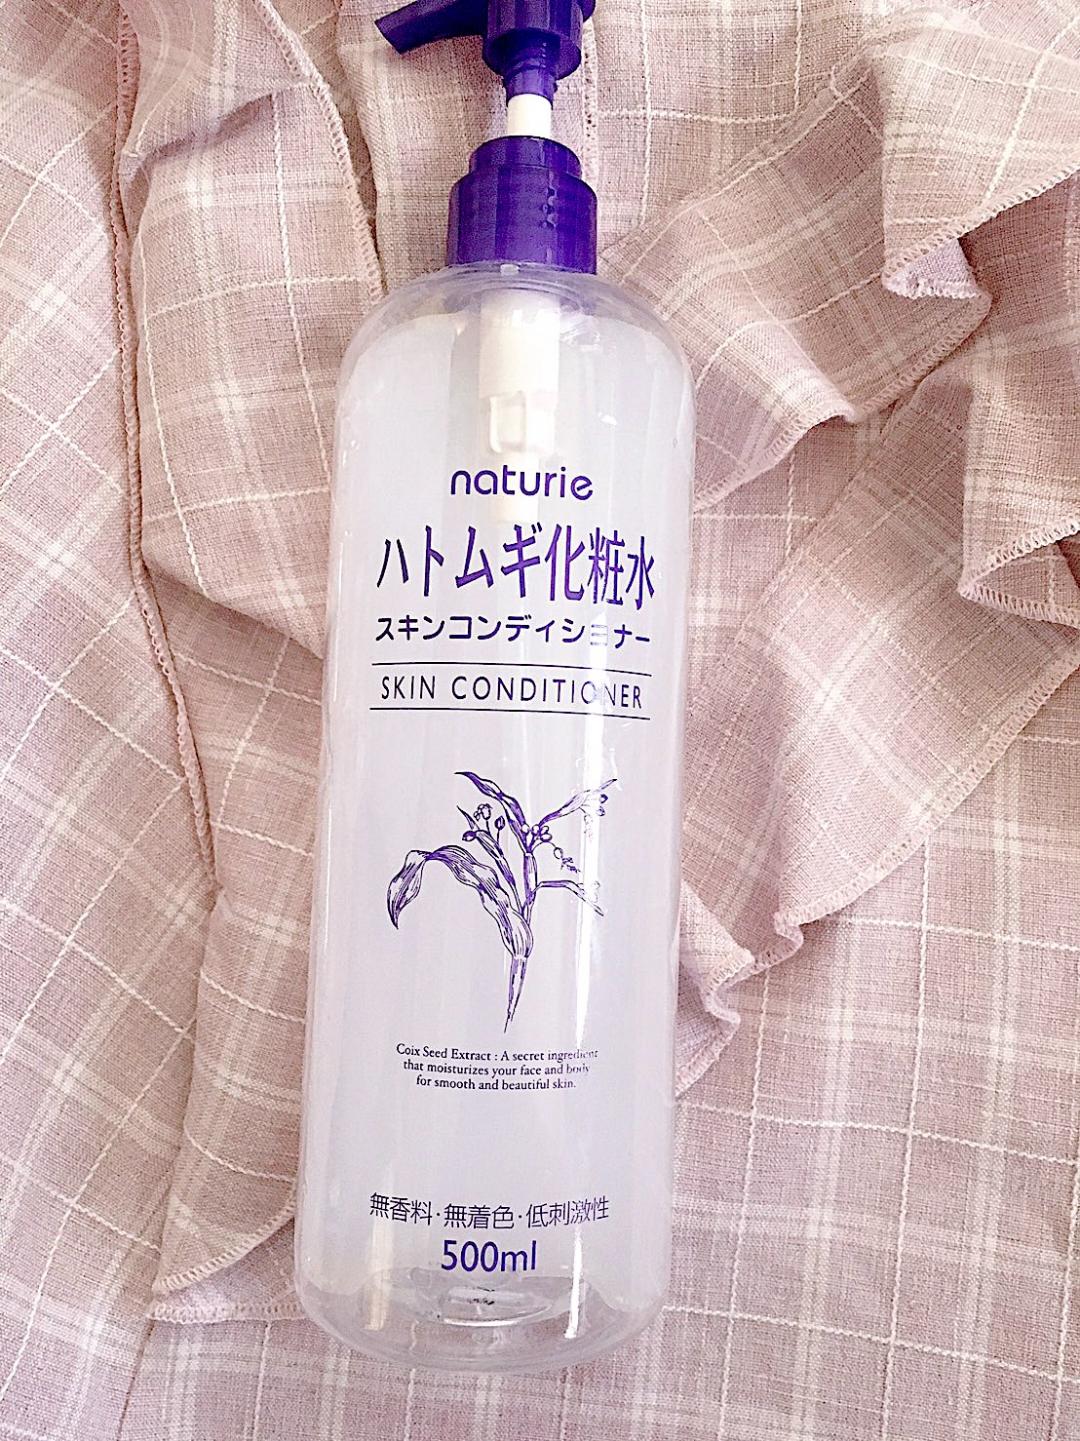 naturie
ハトムギ化粧水
スキンコンディショナー
SKIN CONDITIONER
Coix Seed Extract : A secret ingredient
that moisturizes your face and body
for smooth and beautiful skin.
無香料・無着色・低刺激性
500ml